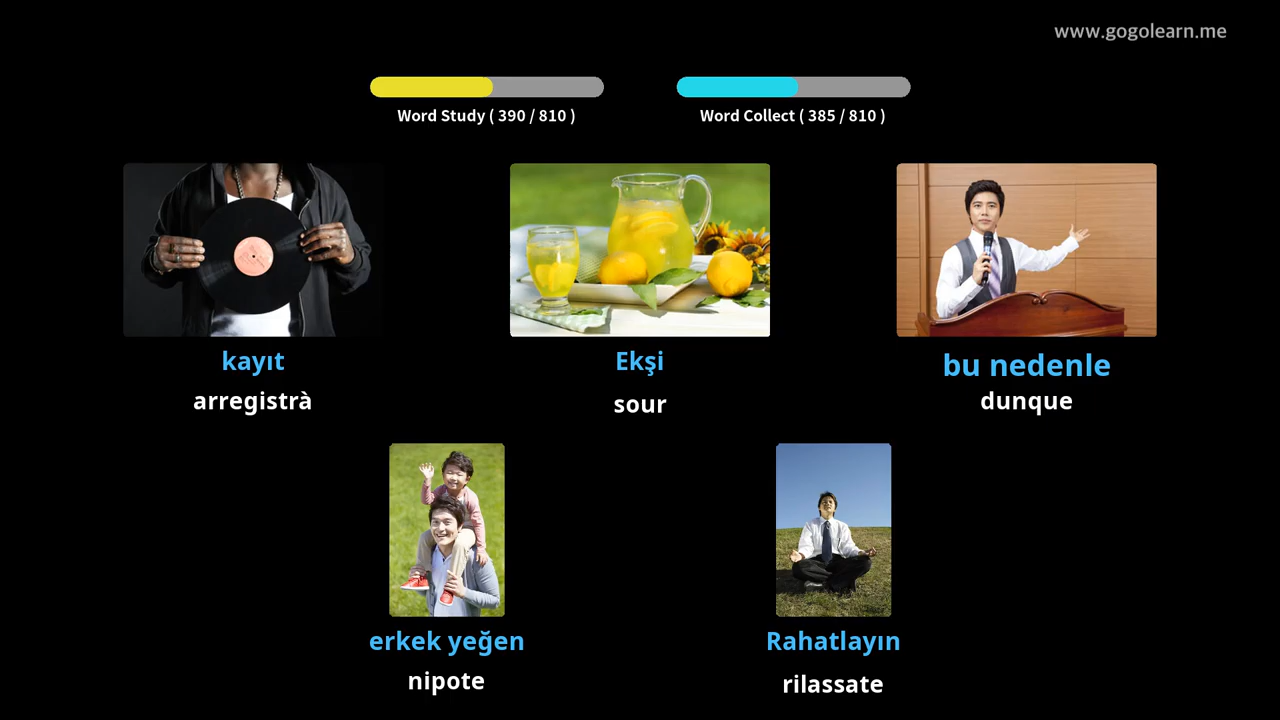 www.gogolearn.me
Word Study ( 390 / 810 )
Word Collect ( 385 / 810 )
kayıt
arregistrà
Ekşi
sour
bu nedenle
dunque
erkek yeğen
nipote
Rahatlayın
rilassate